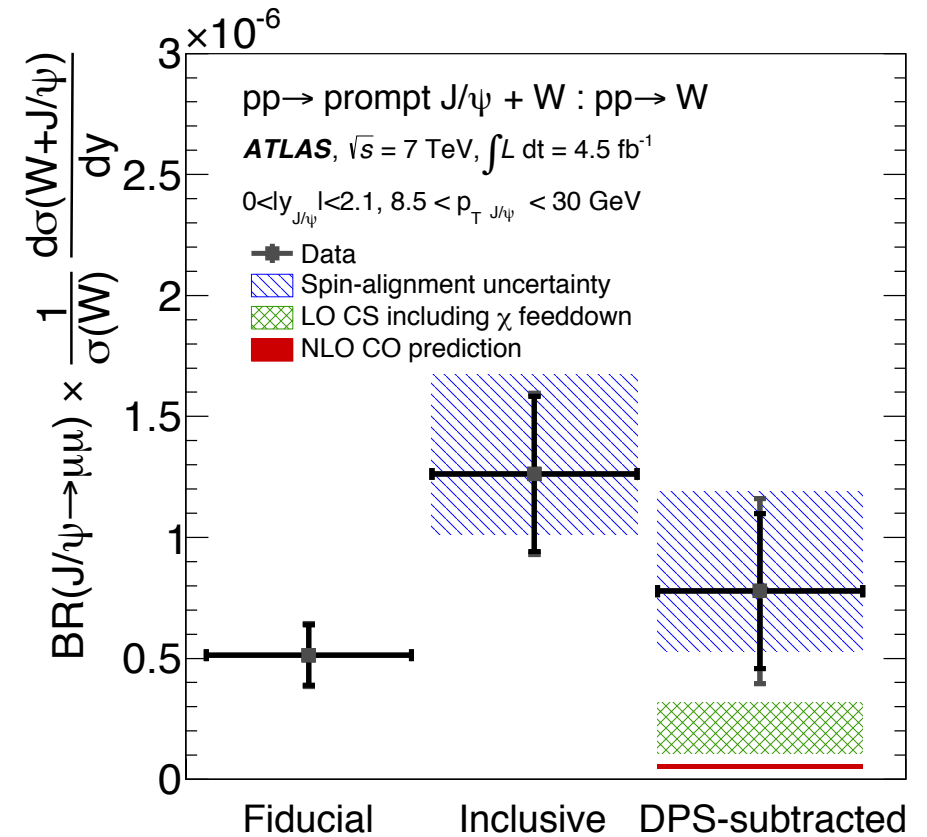 3×10⁻⁶
BR(J/ψ→μμ) × 1/σ(W) dσ(W+J/ψ)/dy
pp→ prompt J/ψ + W : pp→ W
ATLAS, √s = 7 TeV, ∫L dt = 4.5 fb⁻¹
0<|y_J/ψ|<2.1, 8.5 < p_T J/ψ < 30 GeV
Data
Spin-alignment uncertainty
LO CS including χ feeddown
NLO CO prediction
2.5
2
1.5
1
0.5
0
Fiducial Inclusive DPS-subtracted